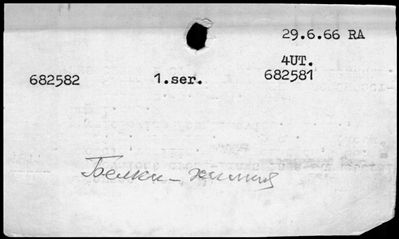 29.6.66 RA
4UT.
682582 1.ser. 682581
Белки – химия